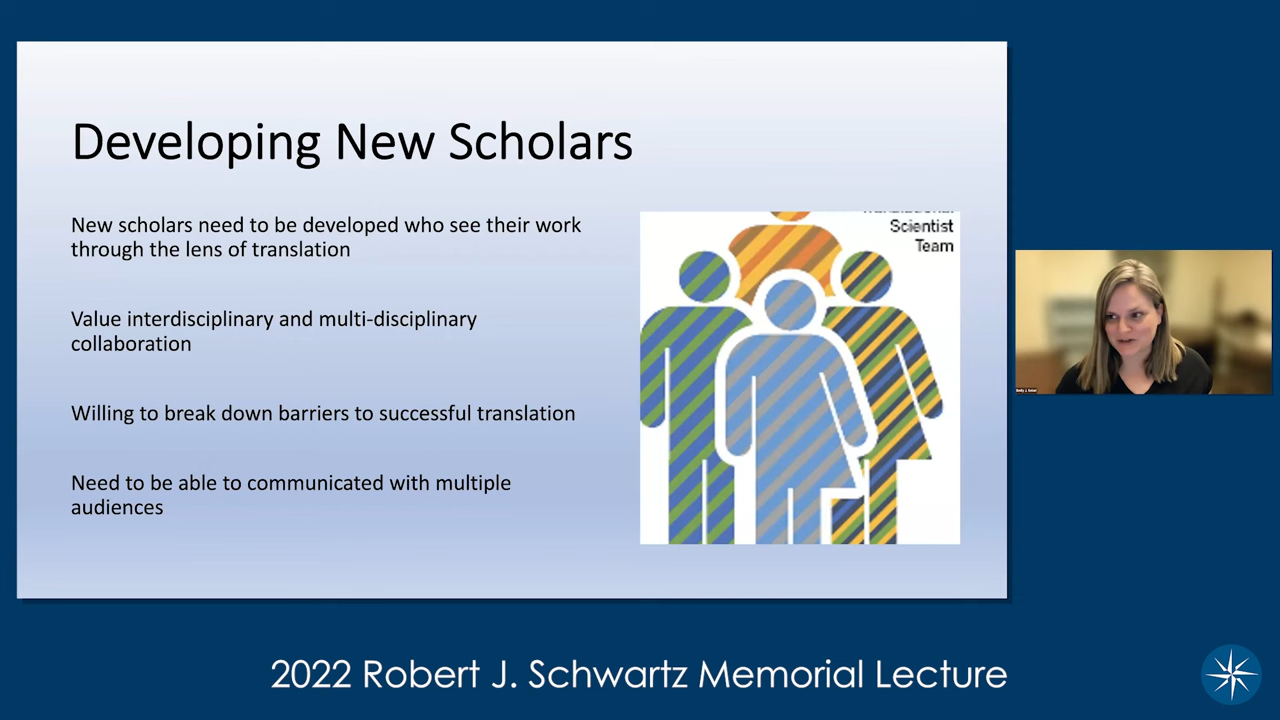 Developing New Scholars
New scholars need to be developed who see their work
through the lens of translation
Value interdisciplinary and multi-disciplinary
collaboration
Willing to break down barriers to successful translation
Need to be able to communicated with multiple
audiences
Scientist
Team
2022 Robert J. Schwartz Memorial Lecture